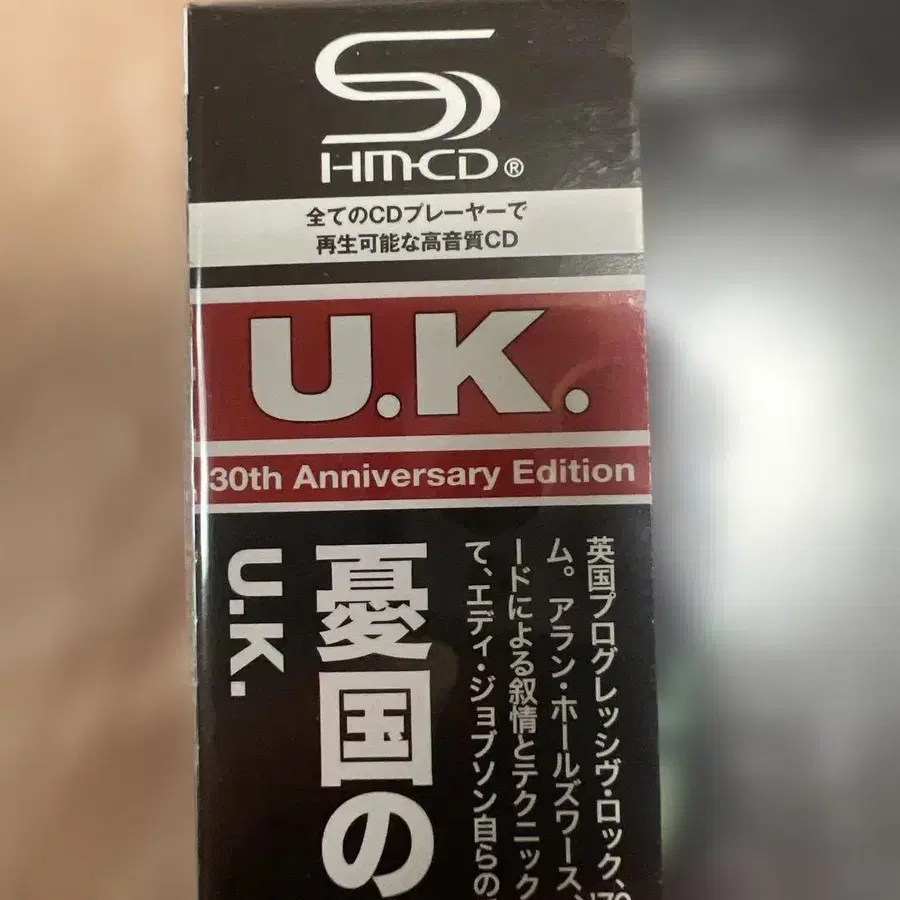 SHM-CD®
全てのCDプレーヤーで
再生可能な高音質CD
U.K.
30th Anniversary Edition
英国プログレッシヴ・ロック、'70
ム。アラン・ホールズワース、
ードによる叙情とテクニック
て、エディ・ジョブソン自らの
憂国の
U.K.